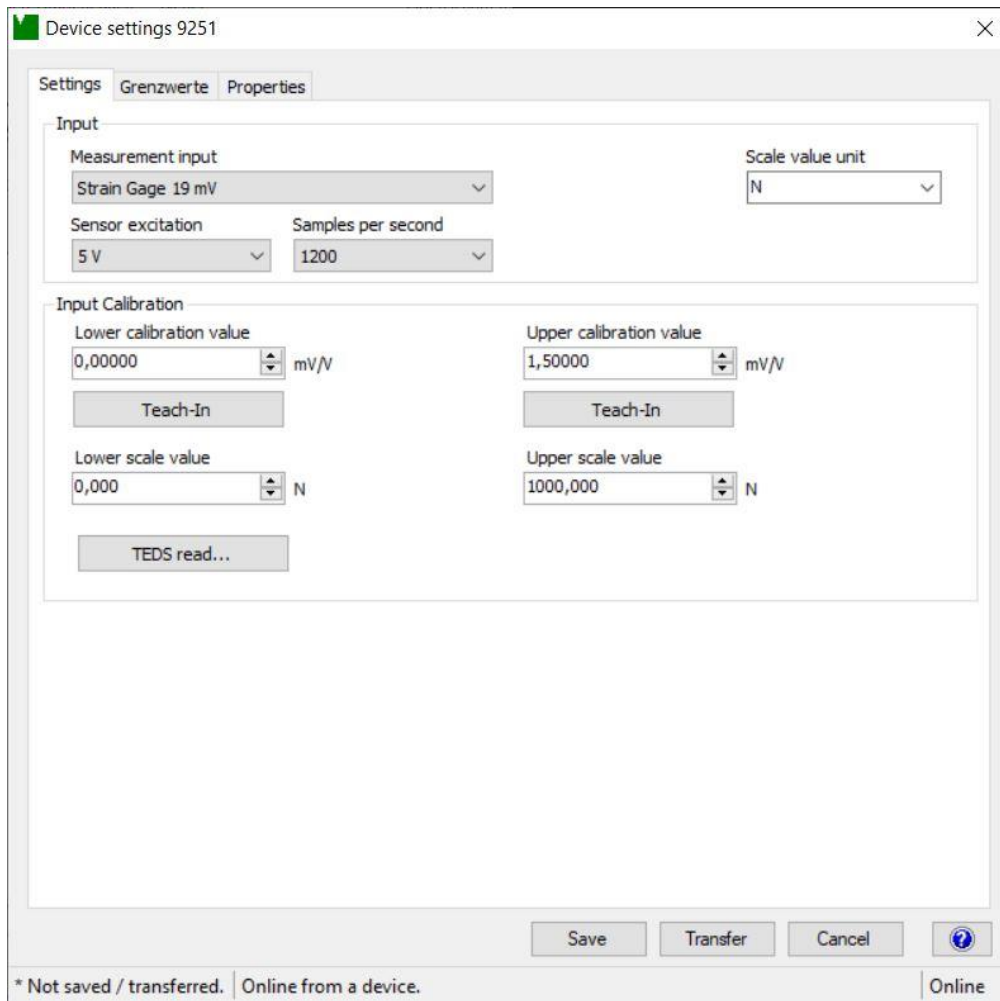 Device settings 9251
Settings Grenzwerte Properties
Input
Measurement input Scale value unit
Strain Gage 19 mV N
Sensor excitation Samples per second
5 V 1200
Input Calibration
Lower calibration value Upper calibration value
0,00000 mV/V 1,50000 mV/V
Teach-In Teach-In
Lower scale value Upper scale value
0,000 N 1000,000 N
TEDS read...
Save Transfer Cancel ?
* Not saved / transferred. Online from a device. Online